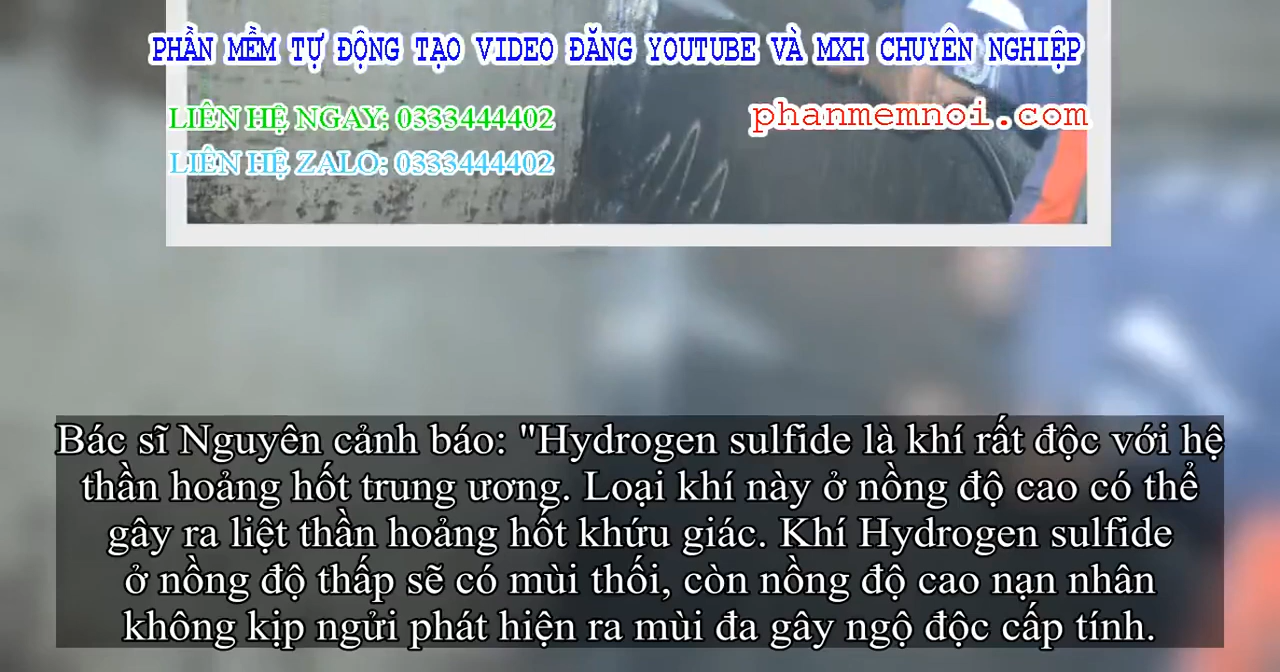 PHẦN MỀM TỰ ĐỘNG TẠO VIDEO ĐĂNG YOUTUBE VÀ MXH CHUYÊN NGHIỆP
LIÊN HỆ NGAY: 0333444402
phanmemnoi.com
LIÊN HỆ ZALO: 0333444402
Bác sĩ Nguyên cảnh báo: "Hydrogen sulfide là khí rất độc với hệ
thần hoảng hốt trung ương. Loại khí này ở nồng độ cao có thể
gây ra liệt thần hoảng hốt khứu giác. Khí Hydrogen sulfide
ở nồng độ thấp sẽ có mùi thối, còn nồng độ cao nạn nhân
không kịp ngửi phát hiện ra mùi đa gây ngộ độc cấp tính.